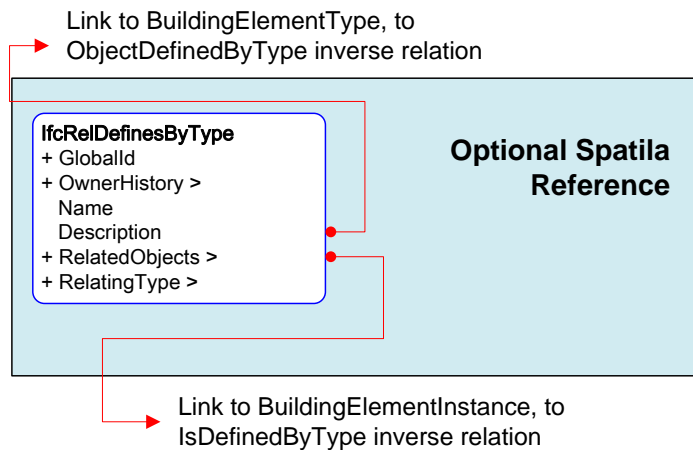 Link to BuildingElementType, to
ObjectDefinedByType inverse relation
IfcRelDefinesByType
+ GlobalId
+ OwnerHistory >
Name
Description
+ RelatedObjects >
+ RelatingType >
Optional Spatila
Reference
Link to BuildingElementInstance, to
IsDefinedByType inverse relation